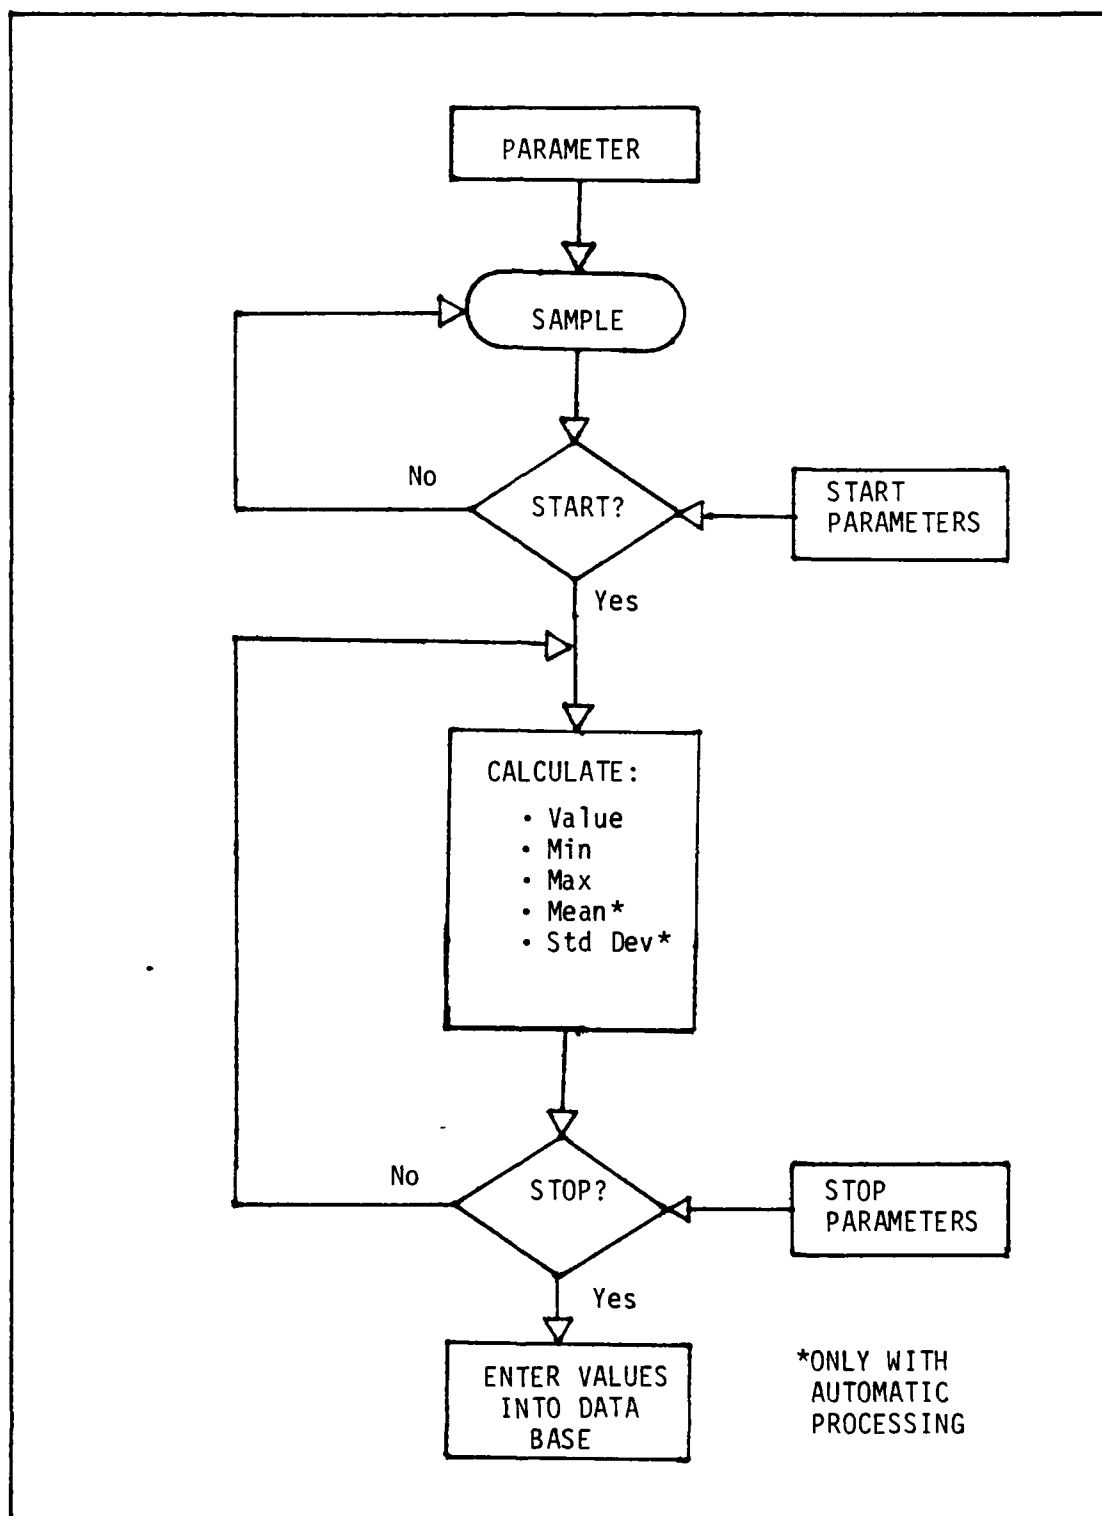 PARAMETER
SAMPLE
No
START?
START
PARAMETERS
Yes
CALCULATE:
• Value
• Min
• Max
• Mean*
• Std Dev*
No
STOP?
STOP
PARAMETERS
Yes
ENTER VALUES
INTO DATA
BASE
*ONLY WITH
AUTOMATIC
PROCESSING